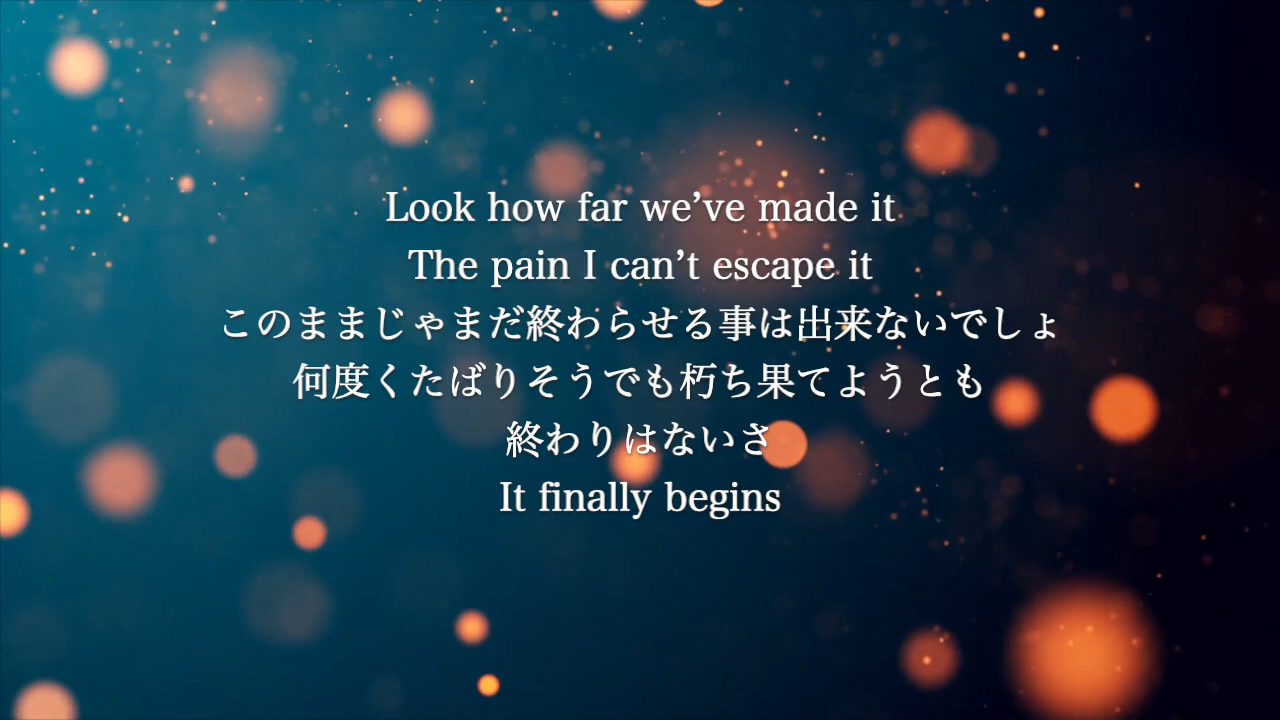 Look how far we’ve made it
The pain I can’t escape it
このままじゃまだ終わらせる事は出来ないでしょ
何度くたばりそうでも朽ち果てようとも
終わりはないさ
It finally begins